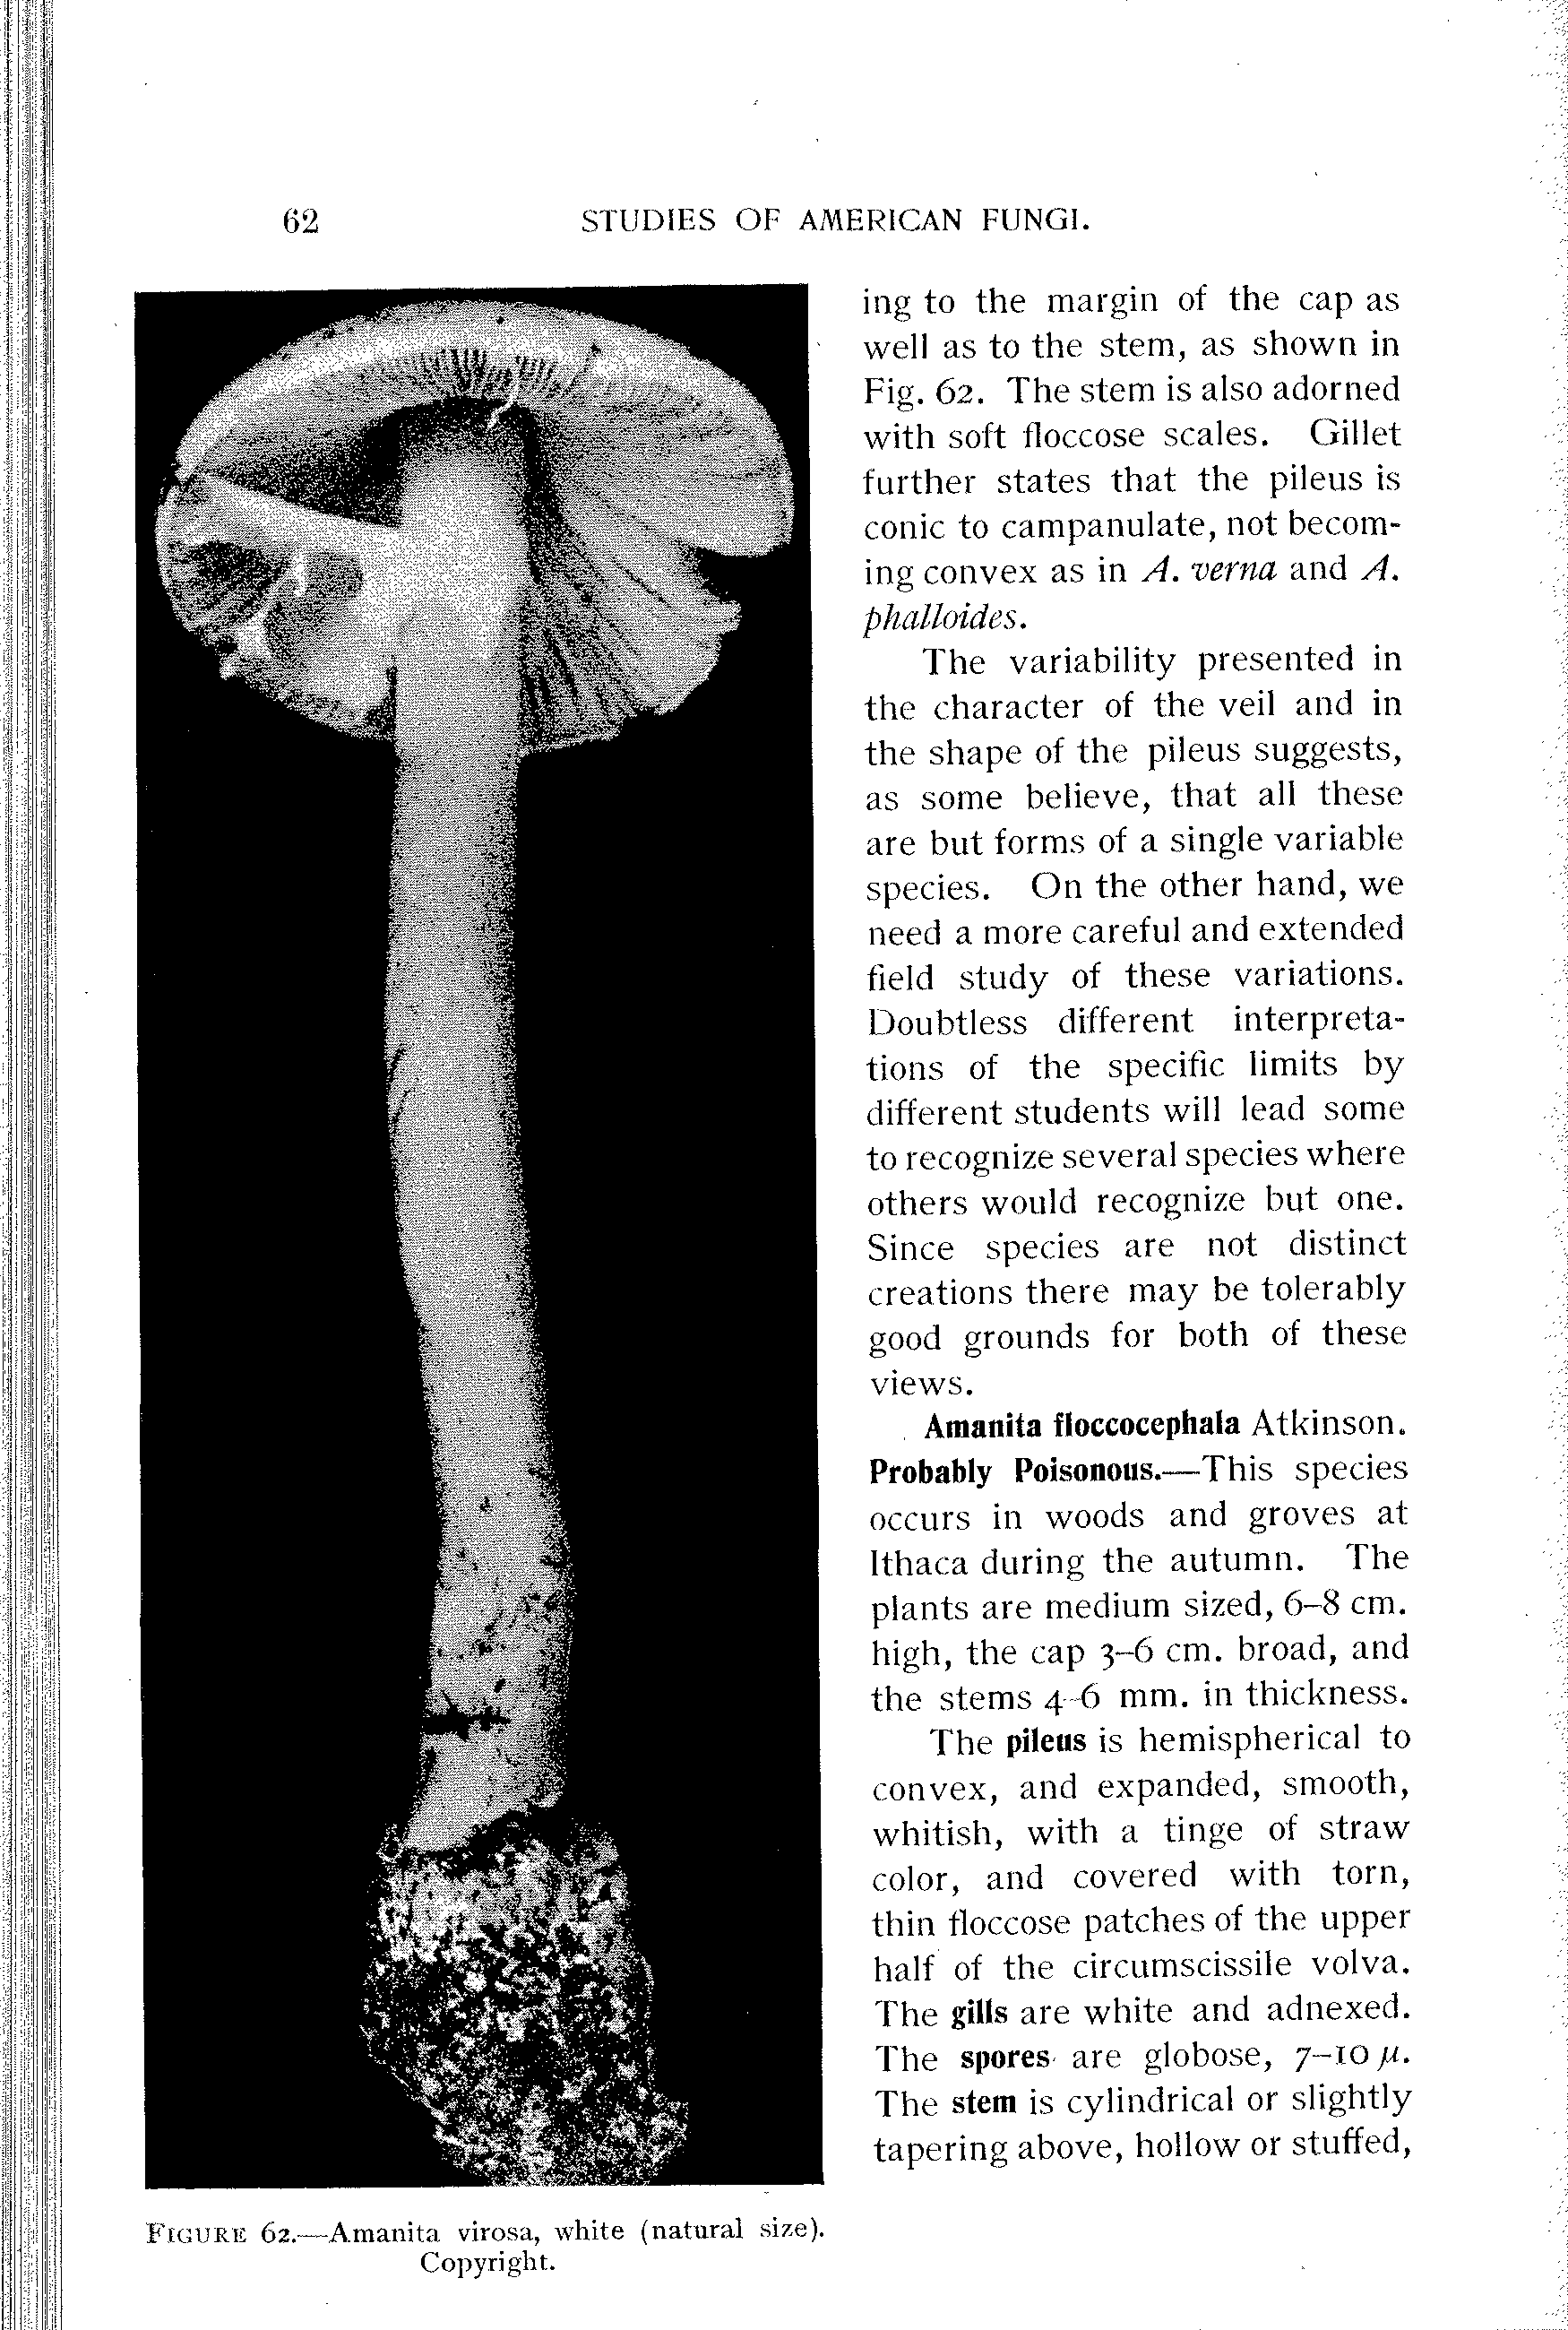 62 STUDIES OF AMERICAN FUNGI.
ing to the margin of the cap as
well as to the stem, as shown in
Fig. 62. The stem is also adorned
with soft floccose scales. Gillet
further states that the pileus is
conic to campanulate, not becom-
ing convex as in A. verna and A.
phalloides.
The variability presented in
the character of the veil and in
the shape of the pileus suggests,
as some believe, that all these
are but forms of a single variable
species. On the other hand, we
need a more careful and extended
field study of these variations.
Doubtless different interpreta-
tions of the specific limits by
different students will lead some
to recognize several species where
others would recognize but one.
Since species are not distinct
creations there may be tolerably
good grounds for both of these
views.
Amanita floccocephala Atkinson.
Probably Poisonous.—This species
occurs in woods and groves at
Ithaca during the autumn. The
plants are medium sized, 6–8 cm.
high, the cap 3–6 cm. broad, and
the stems 4–6 mm. in thickness.
The pileus is hemispherical to
convex, and expanded, smooth,
whitish, with a tinge of straw
color, and covered with torn,
thin floccose patches of the upper
half of the circumscissile volva.
The gills are white and adnexed.
The spores are globose, 7–10 μ.
The stem is cylindrical or slightly
tapering above, hollow or stuffed,
FIGURE 62.—Amanita virosa, white (natural size).
Copyright.